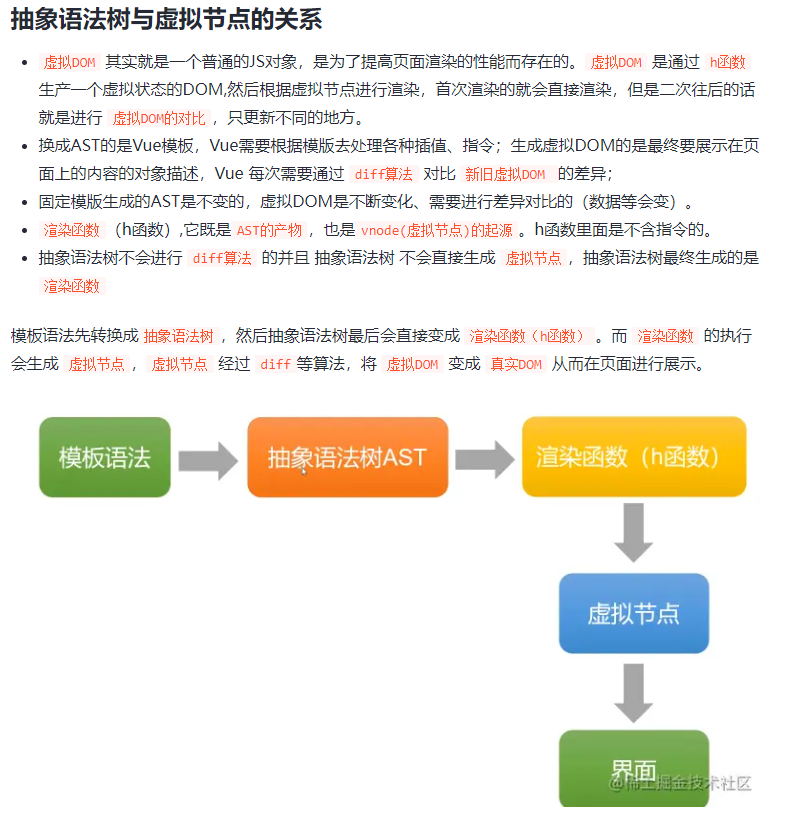 抽象语法树与虚拟节点的关系
虚拟DOM 其实就是一个普通的JS对象，是为了提高页面渲染的性能而存在的。 虚拟DOM 是通过 h函数
生产一个虚拟状态的DOM,然后根据虚拟节点进行渲染，首次渲染的就会直接渲染，但是二次往后的话
就是进行 虚拟DOM的对比 ，只更新不同的地方。
换成AST的是Vue模板，Vue需要根据模版去处理各种插值、指令；生成虚拟DOM的是最终要展示在页
面上的内容的对象描述，Vue 每次需要通过 diff算法 对比 新旧虚拟DOM 的差异；
固定模版生成的AST是不变的，虚拟DOM是不断变化、需要进行差异对比的（数据等会变）。
渲染函数 （h函数）,它既是 AST的产物 ，也是 vnode(虚拟节点)的起源 。h函数里面是不含指令的。
抽象语法树不会进行 diff算法 的并且 抽象语法树 不会直接生成 虚拟节点 ，抽象语法树最终生成的是
渲染函数
模板语法先转换成 抽象语法树 ，然后抽象语法树最后会直接变成 渲染函数（h函数） 。而 渲染函数 的执行
会生成 虚拟节点 ， 虚拟节点 经过 diff 等算法，将 虚拟DOM 变成 真实DOM 从而在页面进行展示。
模板语法
抽象语法树AST
渲染函数（h函数）
虚拟节点
界面
@稀土掘金技术社区